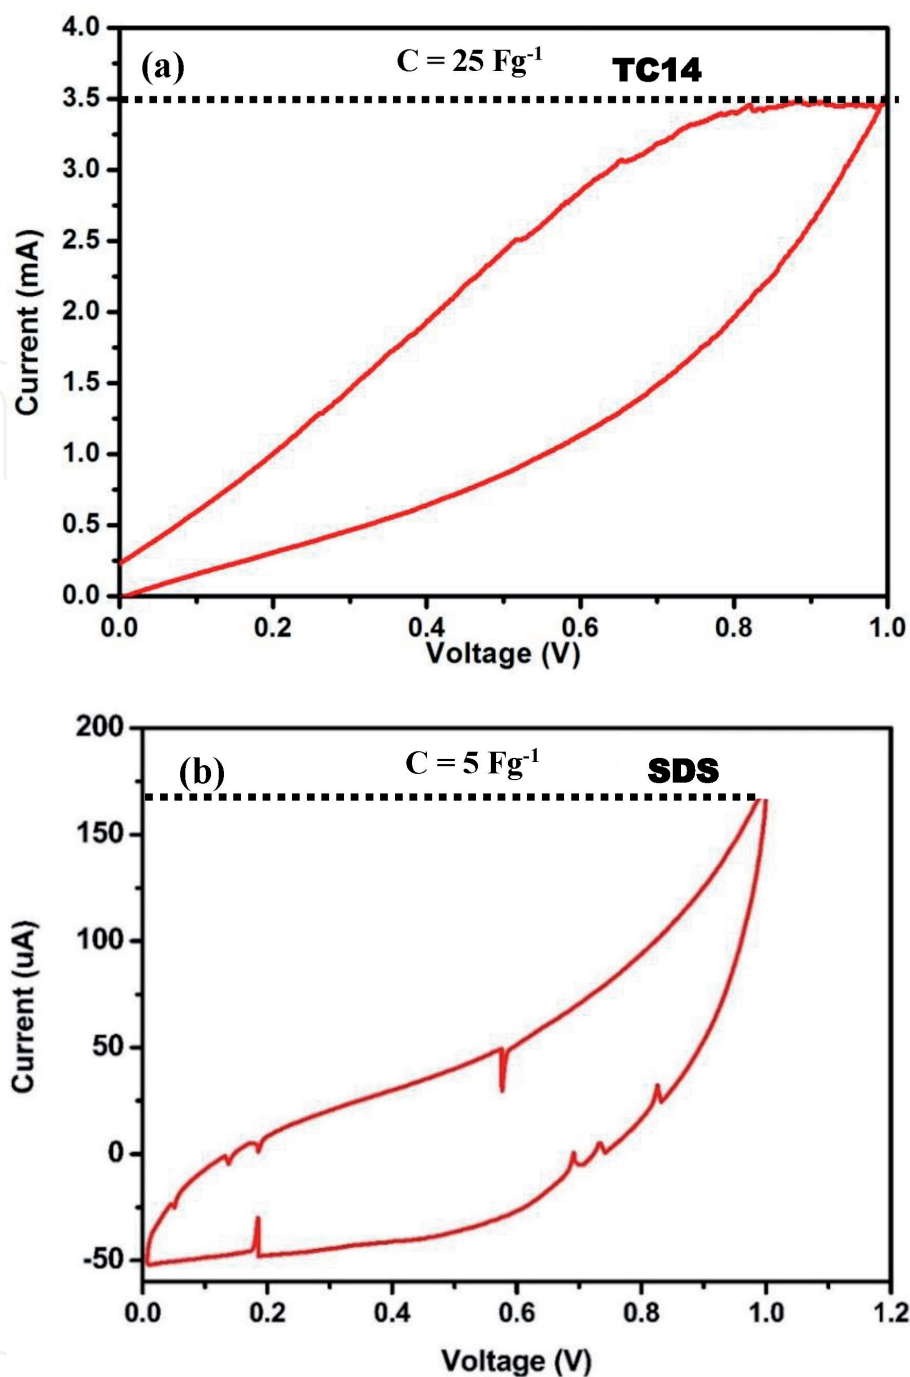 4.0
(a)
C = 25 Fg-1
TC14
3.5
3.0
2.5
2.0
1.5
1.0
0.5
0.0
Current (mA)
0.0 0.2 0.4 0.6 0.8 1.0
Voltage (V)
200
(b)
C = 5 Fg-1
SDS
150
100
50
0
-50
Current (uA)
0.0 0.2 0.4 0.6 0.8 1.0 1.2
Voltage (V)